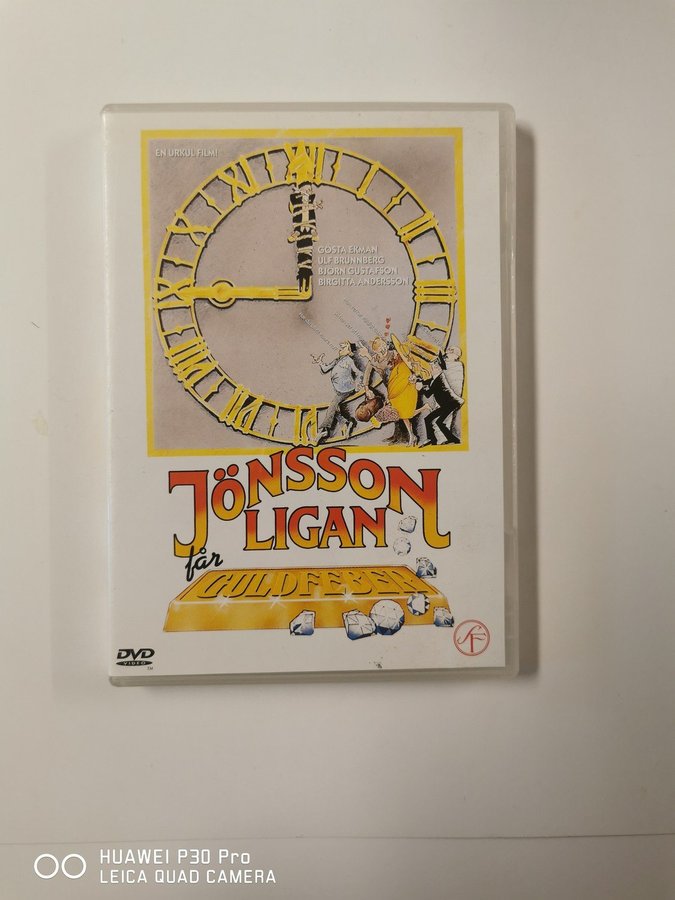 EN URKUL FILM!
GÖSTA EKMAN
ULF BRUNNBERG
BJÖRN GUSTAFSON
BIRGITTA ANDERSSON
JÖNSSON
LIGAN
får
GULDFEBER
DVD
VIDEO
TM
SF
HUAWEI P30 Pro
LEICA QUAD CAMERA